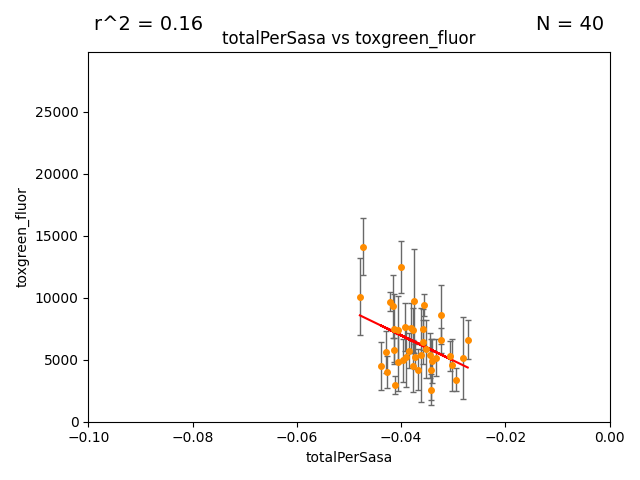 r^2 = 0.16
N = 40
totalPerSasa vs toxgreen_fluor
25000
20000
15000
10000
5000
0
toxgreen_fluor
−0.10
−0.08
−0.06
−0.04
−0.02
0.00
totalPerSasa